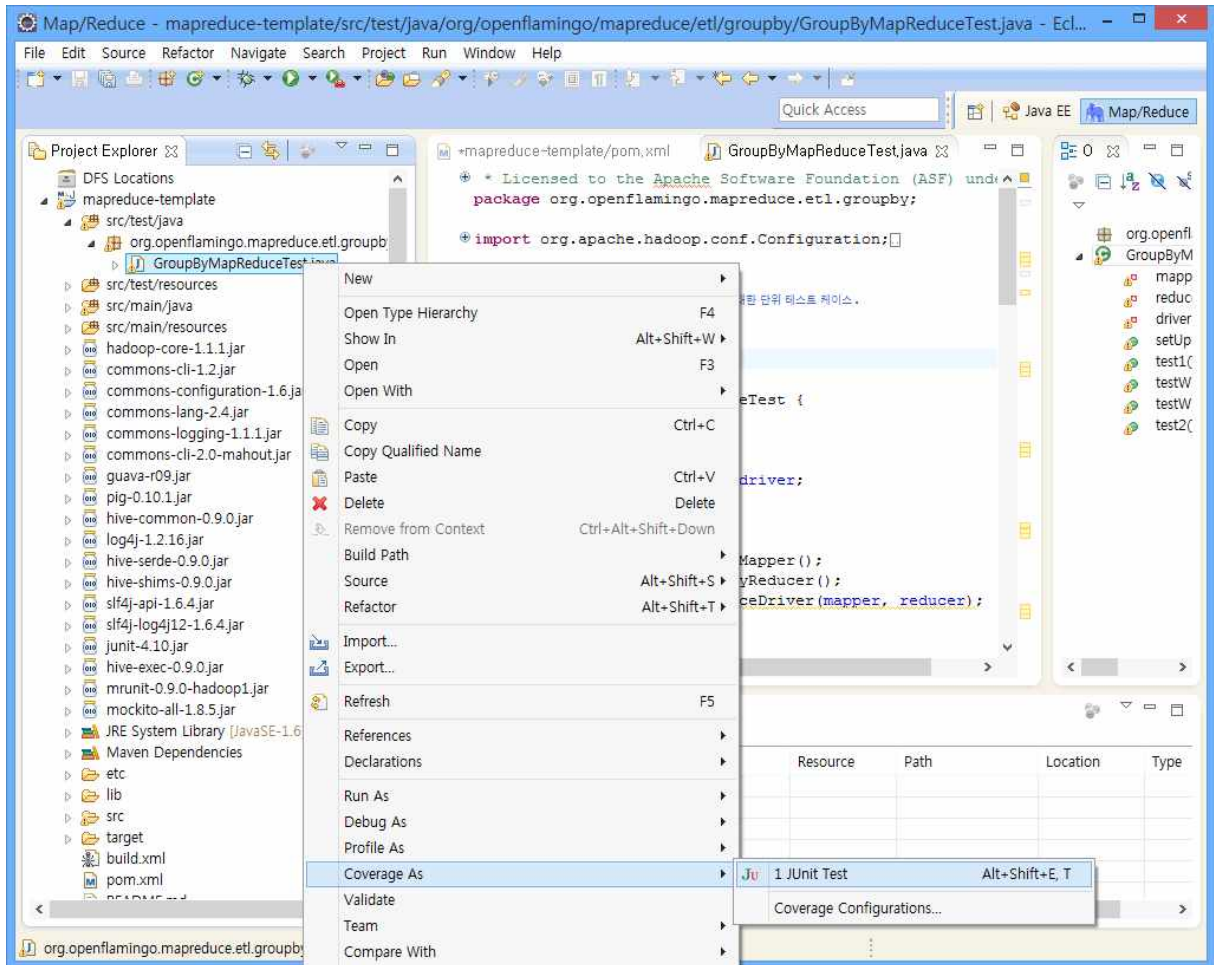 Map/Reduce - mapreduce-template/src/test/java/org/openflamingo/mapreduce/etl/groupby/GroupByMapReduceTest.java - Ecl...
File Edit Source Refactor Navigate Search Project Run Window Help
Quick Access
Java EE
Map/Reduce
Project Explorer
DFS Locations
mapreduce-template
src/test/java
org.openflamingo.mapreduce.etl.groupb
GroupByMapReduceTest.java
src/test/resources
src/main/java
src/main/resources
hadoop-core-1.1.1.jar
commons-cli-1.2.jar
commons-configuration-1.6.ja
commons-lang-2.4.jar
commons-logging-1.1.1.jar
commons-cli-2.0-mahout.jar
guava-r09.jar
pig-0.10.1.jar
hive-common-0.9.0.jar
log4j-1.2.16.jar
hive-serde-0.9.0.jar
hive-shims-0.9.0.jar
slf4j-api-1.6.4.jar
slf4j-log4j12-1.6.4.jar
junit-4.10.jar
hive-exec-0.9.0.jar
mrunit-0.9.0-hadoop1.jar
mockito-all-1.8.5.jar
JRE System Library [JavaSE-1.6
Maven Dependencies
etc
lib
src
target
build.xml
pom.xml
org.openflamingo.mapreduce.etl.groupby
*mapreduce-template/pom.xml
GroupByMapReduceTest.java
* Licensed to the Apache Software Foundation (ASF) unde
package org.openflamingo.mapreduce.etl.groupby;
import org.apache.hadoop.conf.Configuration;
한 단위 테스트 케이스.
eTest {
driver;
Mapper();
yReducer();
ceDriver(mapper, reducer);
New
Open Type Hierarchy F4
Show In Alt+Shift+W
Open F3
Open With
Copy Ctrl+C
Copy Qualified Name
Paste Ctrl+V
Delete Delete
Remove from Context Ctrl+Alt+Shift+Down
Build Path
Source Alt+Shift+S
Refactor Alt+Shift+T
Import...
Export...
Refresh F5
References
Declarations
Run As
Debug As
Profile As
Coverage As
Validate
Team
Compare With
Ju 1 JUnit Test Alt+Shift+E, T
Coverage Configurations...
O
org.openfl
GroupByM
mapp
reduc
driver
setUp
test1(
testW
testW
test2(
Resource Path Location Type